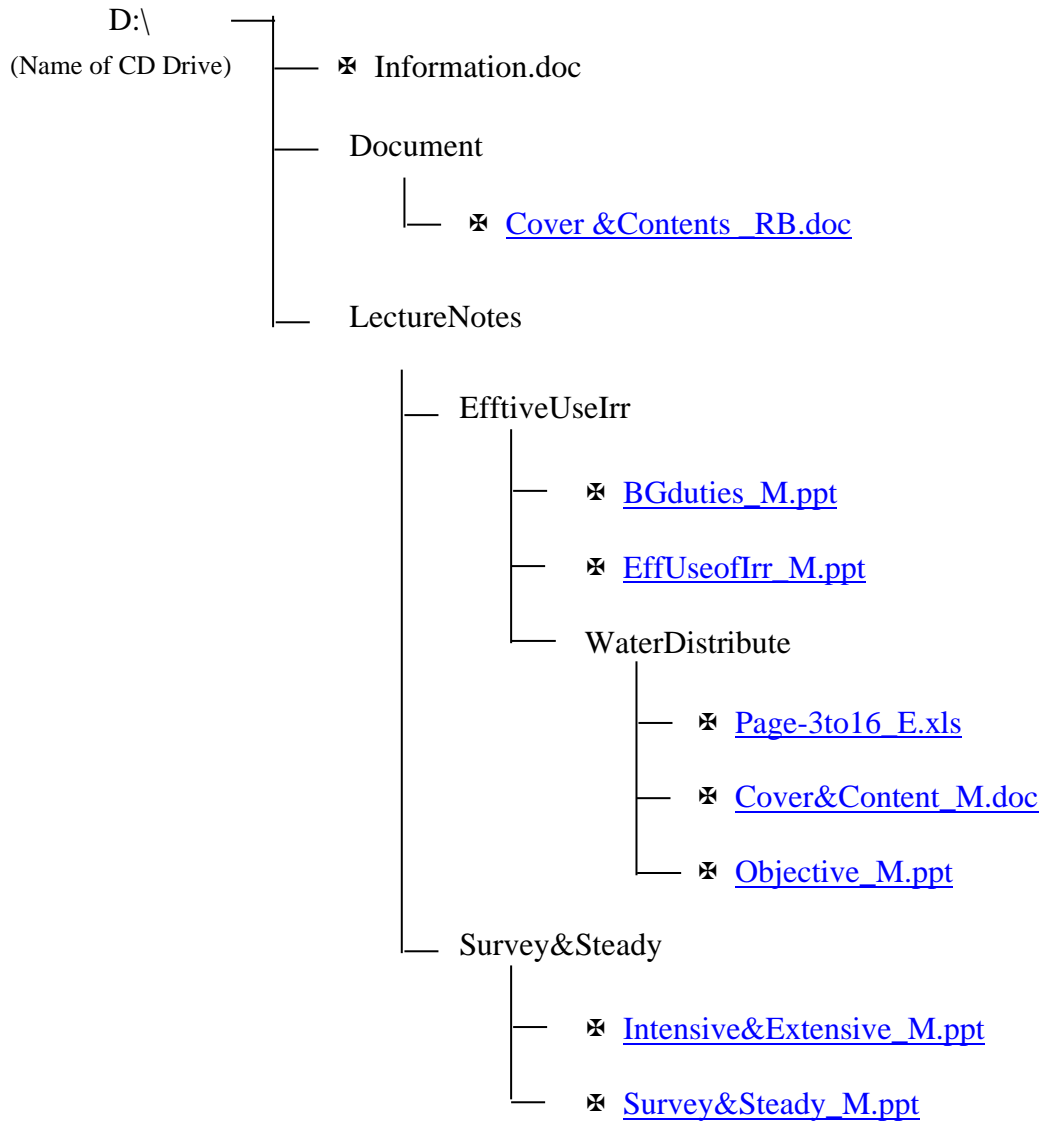 D:\
(Name of CD Drive)
✠ Information.doc
Document
✠ Cover &Contents _RB.doc
LectureNotes
EfftiveUseIrr
✠ BGduties_M.ppt
✠ EffUseofIrr_M.ppt
WaterDistribute
✠ Page-3to16_E.xls
✠ Cover&Content_M.doc
✠ Objective_M.ppt
Survey&Steady
✠ Intensive&Extensive_M.ppt
✠ Survey&Steady_M.ppt